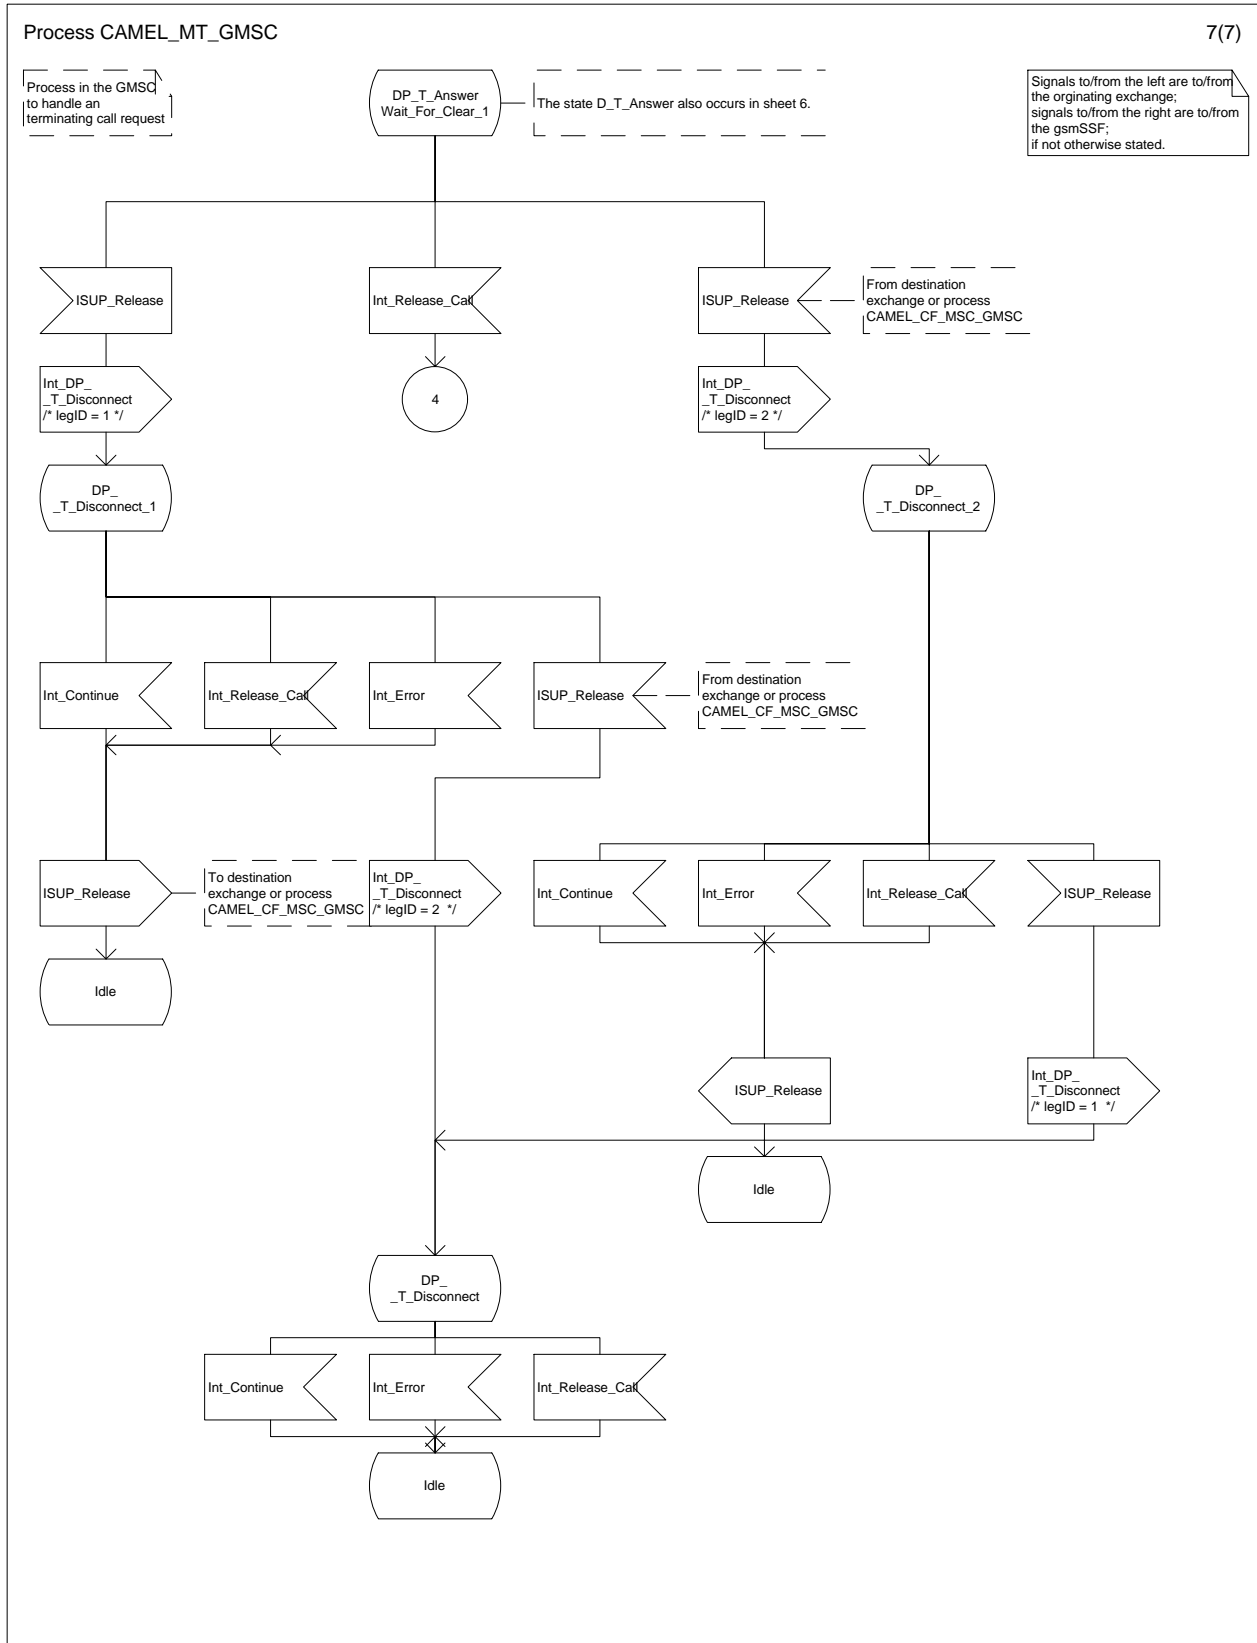 Process CAMEL_MT_GMSC
7(7)
Process in the GMSC
to handle an
terminating call request
DP_T_Answer
Wait_For_Clear_1
The state D_T_Answer also occurs in sheet 6.
Signals to/from the left are to/from
the orginating exchange;
signals to/from the right are to/from
the gsmSSF;
if not otherwise stated.
ISUP_Release
Int_Release_Call
ISUP_Release
From destination
exchange or process
CAMEL_CF_MSC_GMSC
Int_DP_
_T_Disconnect
/* legID = 1 */
4
Int_DP_
_T_Disconnect
/* legID = 2 */
DP_
_T_Disconnect_1
DP_
_T_Disconnect_2
Int_Continue
Int_Release_Call
Int_Error
ISUP_Release
From destination
exchange or process
CAMEL_CF_MSC_GMSC
ISUP_Release
To destination
exchange or process
CAMEL_CF_MSC_GMSC
Int_DP_
_T_Disconnect
/* legID = 2  */
Int_Continue
Int_Error
Int_Release_Call
ISUP_Release
Idle
ISUP_Release
Int_DP_
_T_Disconnect
/* legID = 1  */
Idle
DP_
_T_Disconnect
Int_Continue
Int_Error
Int_Release_Call
Idle